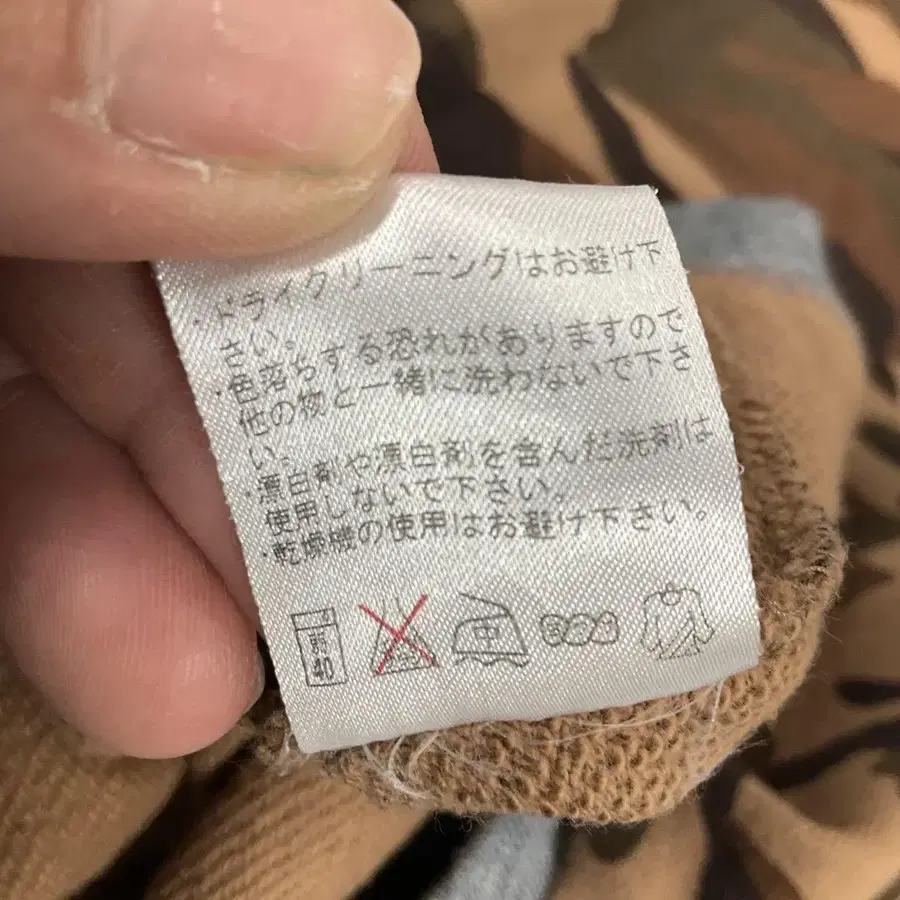 ・ドライクリーニングはお避け下
さい。
・色落ちする恐れがありますので
他の物と一緒に洗わないで下さ
い。
・漂白剤や漂白剤を含んだ洗剤は
使用しないで下さい。
・乾燥機の使用はお避け下さい。